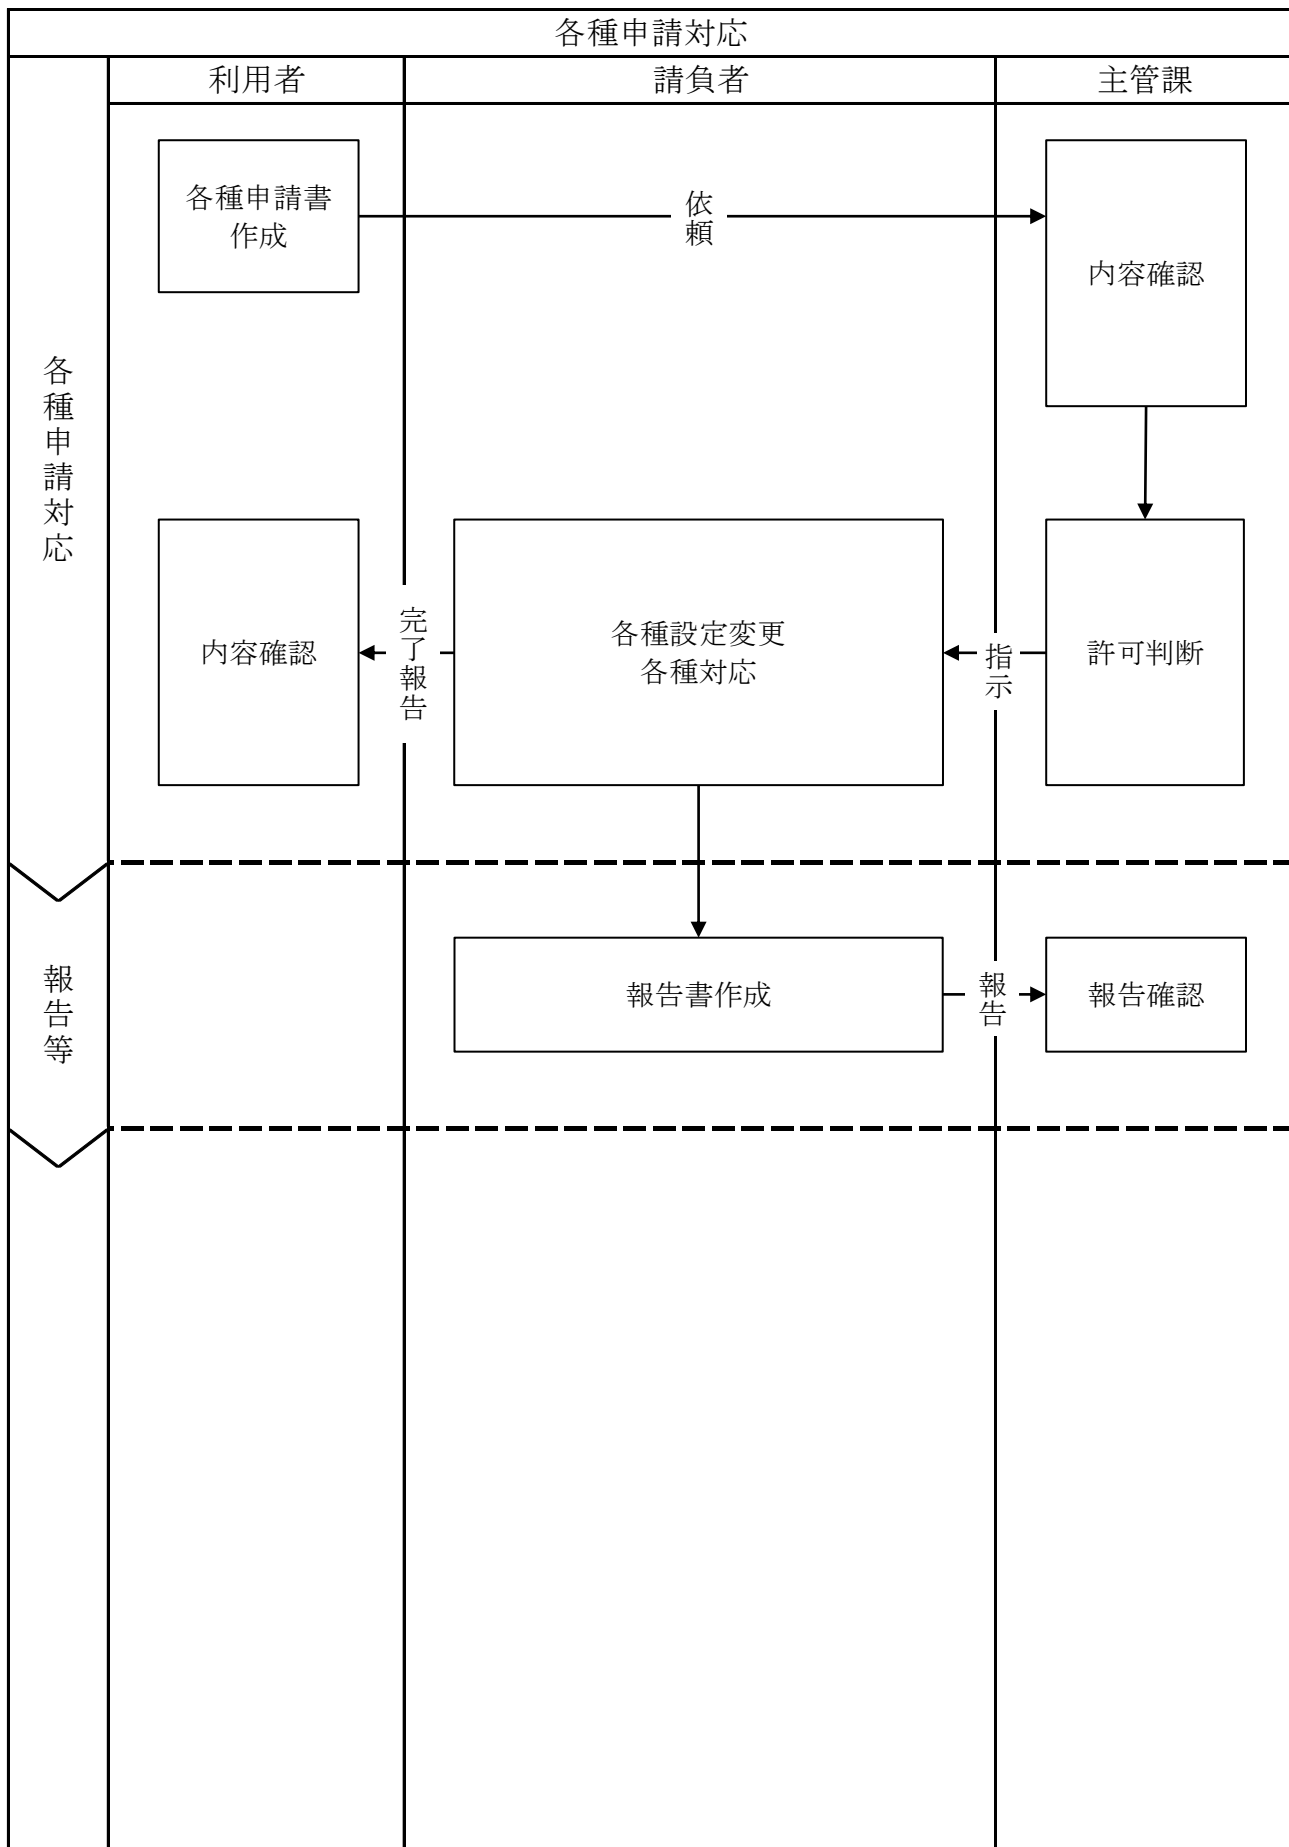 各種申請対応
利用者
請負者
主管課
各種申請対応
各種申請書
作成
依頼
内容確認
内容確認
完了報告
各種設定変更
各種対応
指示
許可判断
報告等
報告書作成
報告
報告確認